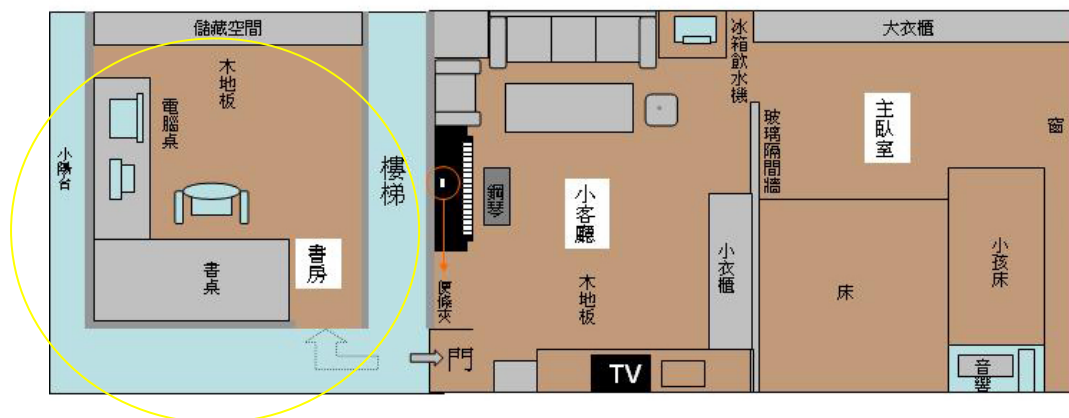 儲藏空間
木地板
電腦桌
小陽台
書桌
書房
樓梯
冰箱飲水機
鋼琴
小客廳
便條夾
木地板
小衣櫃
門
TV
大衣櫃
玻璃隔間牆
主臥室
窗
床
小孩床
音響